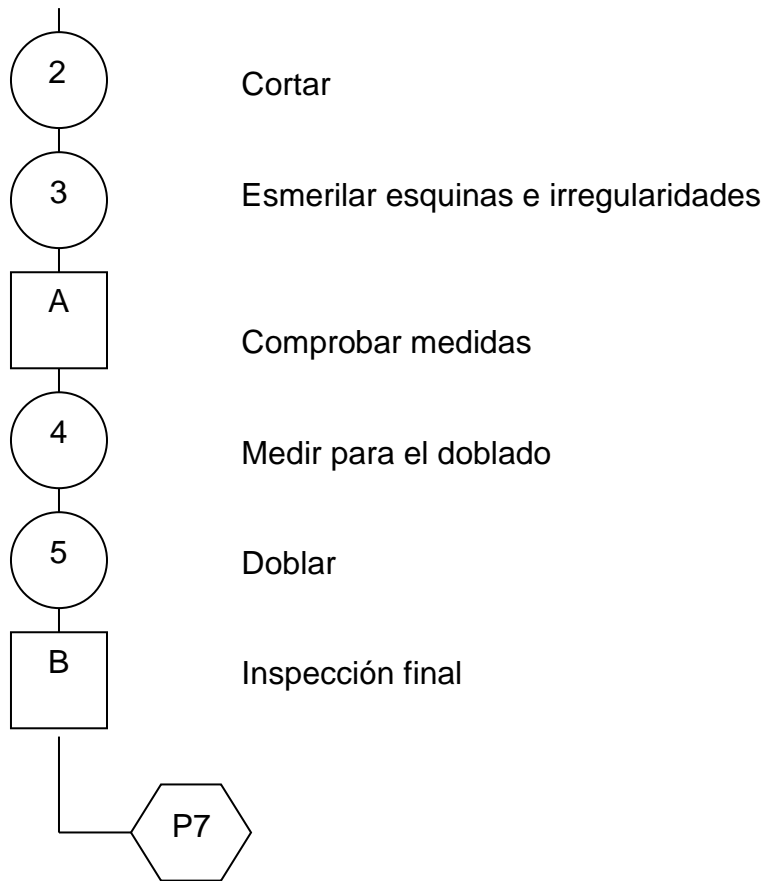 2 Cortar
3 Esmerilar esquinas e irregularidades
A
Comprobar medidas
4 Medir para el doblado
5 Doblar
B Inspección final
P7